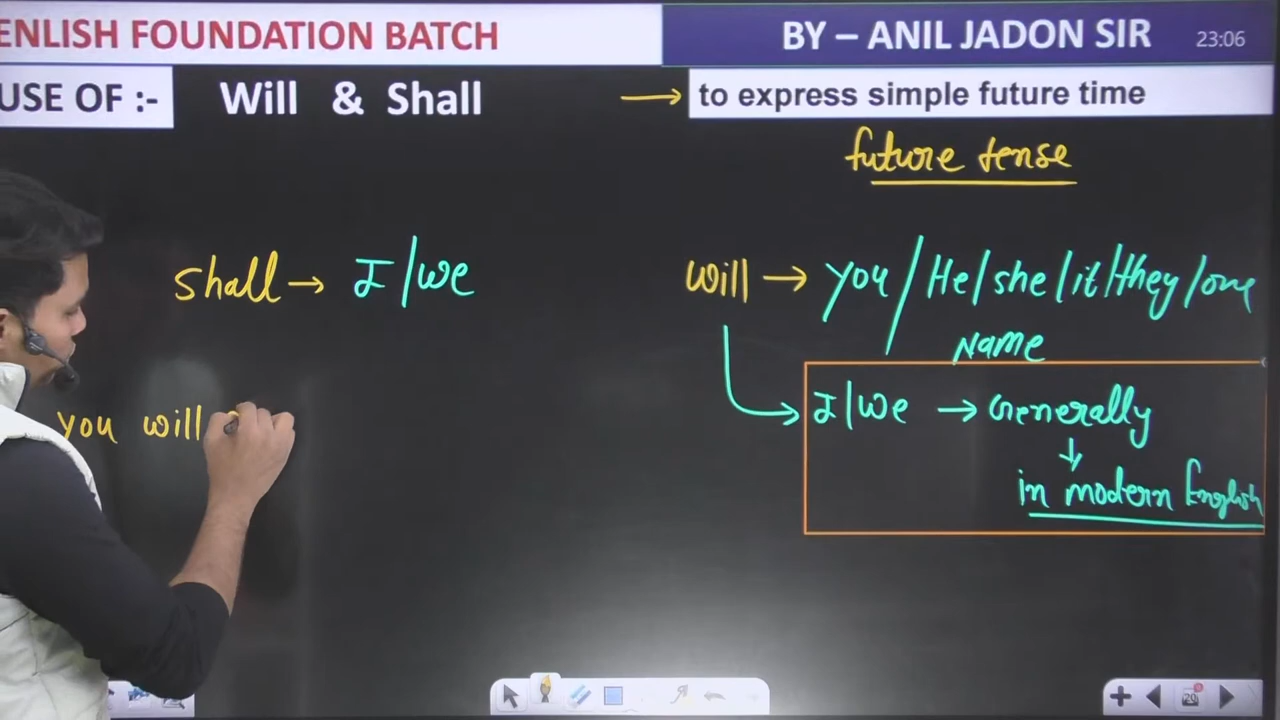 ENLISH FOUNDATION BATCH
BY – ANIL JADON SIR 23:06
USE OF :- Will & Shall → to express simple future time
future tense
Shall → I/we
will → you/He/she/it/they/one
Name
I/we → Generally
↓
in modern English
you will
20